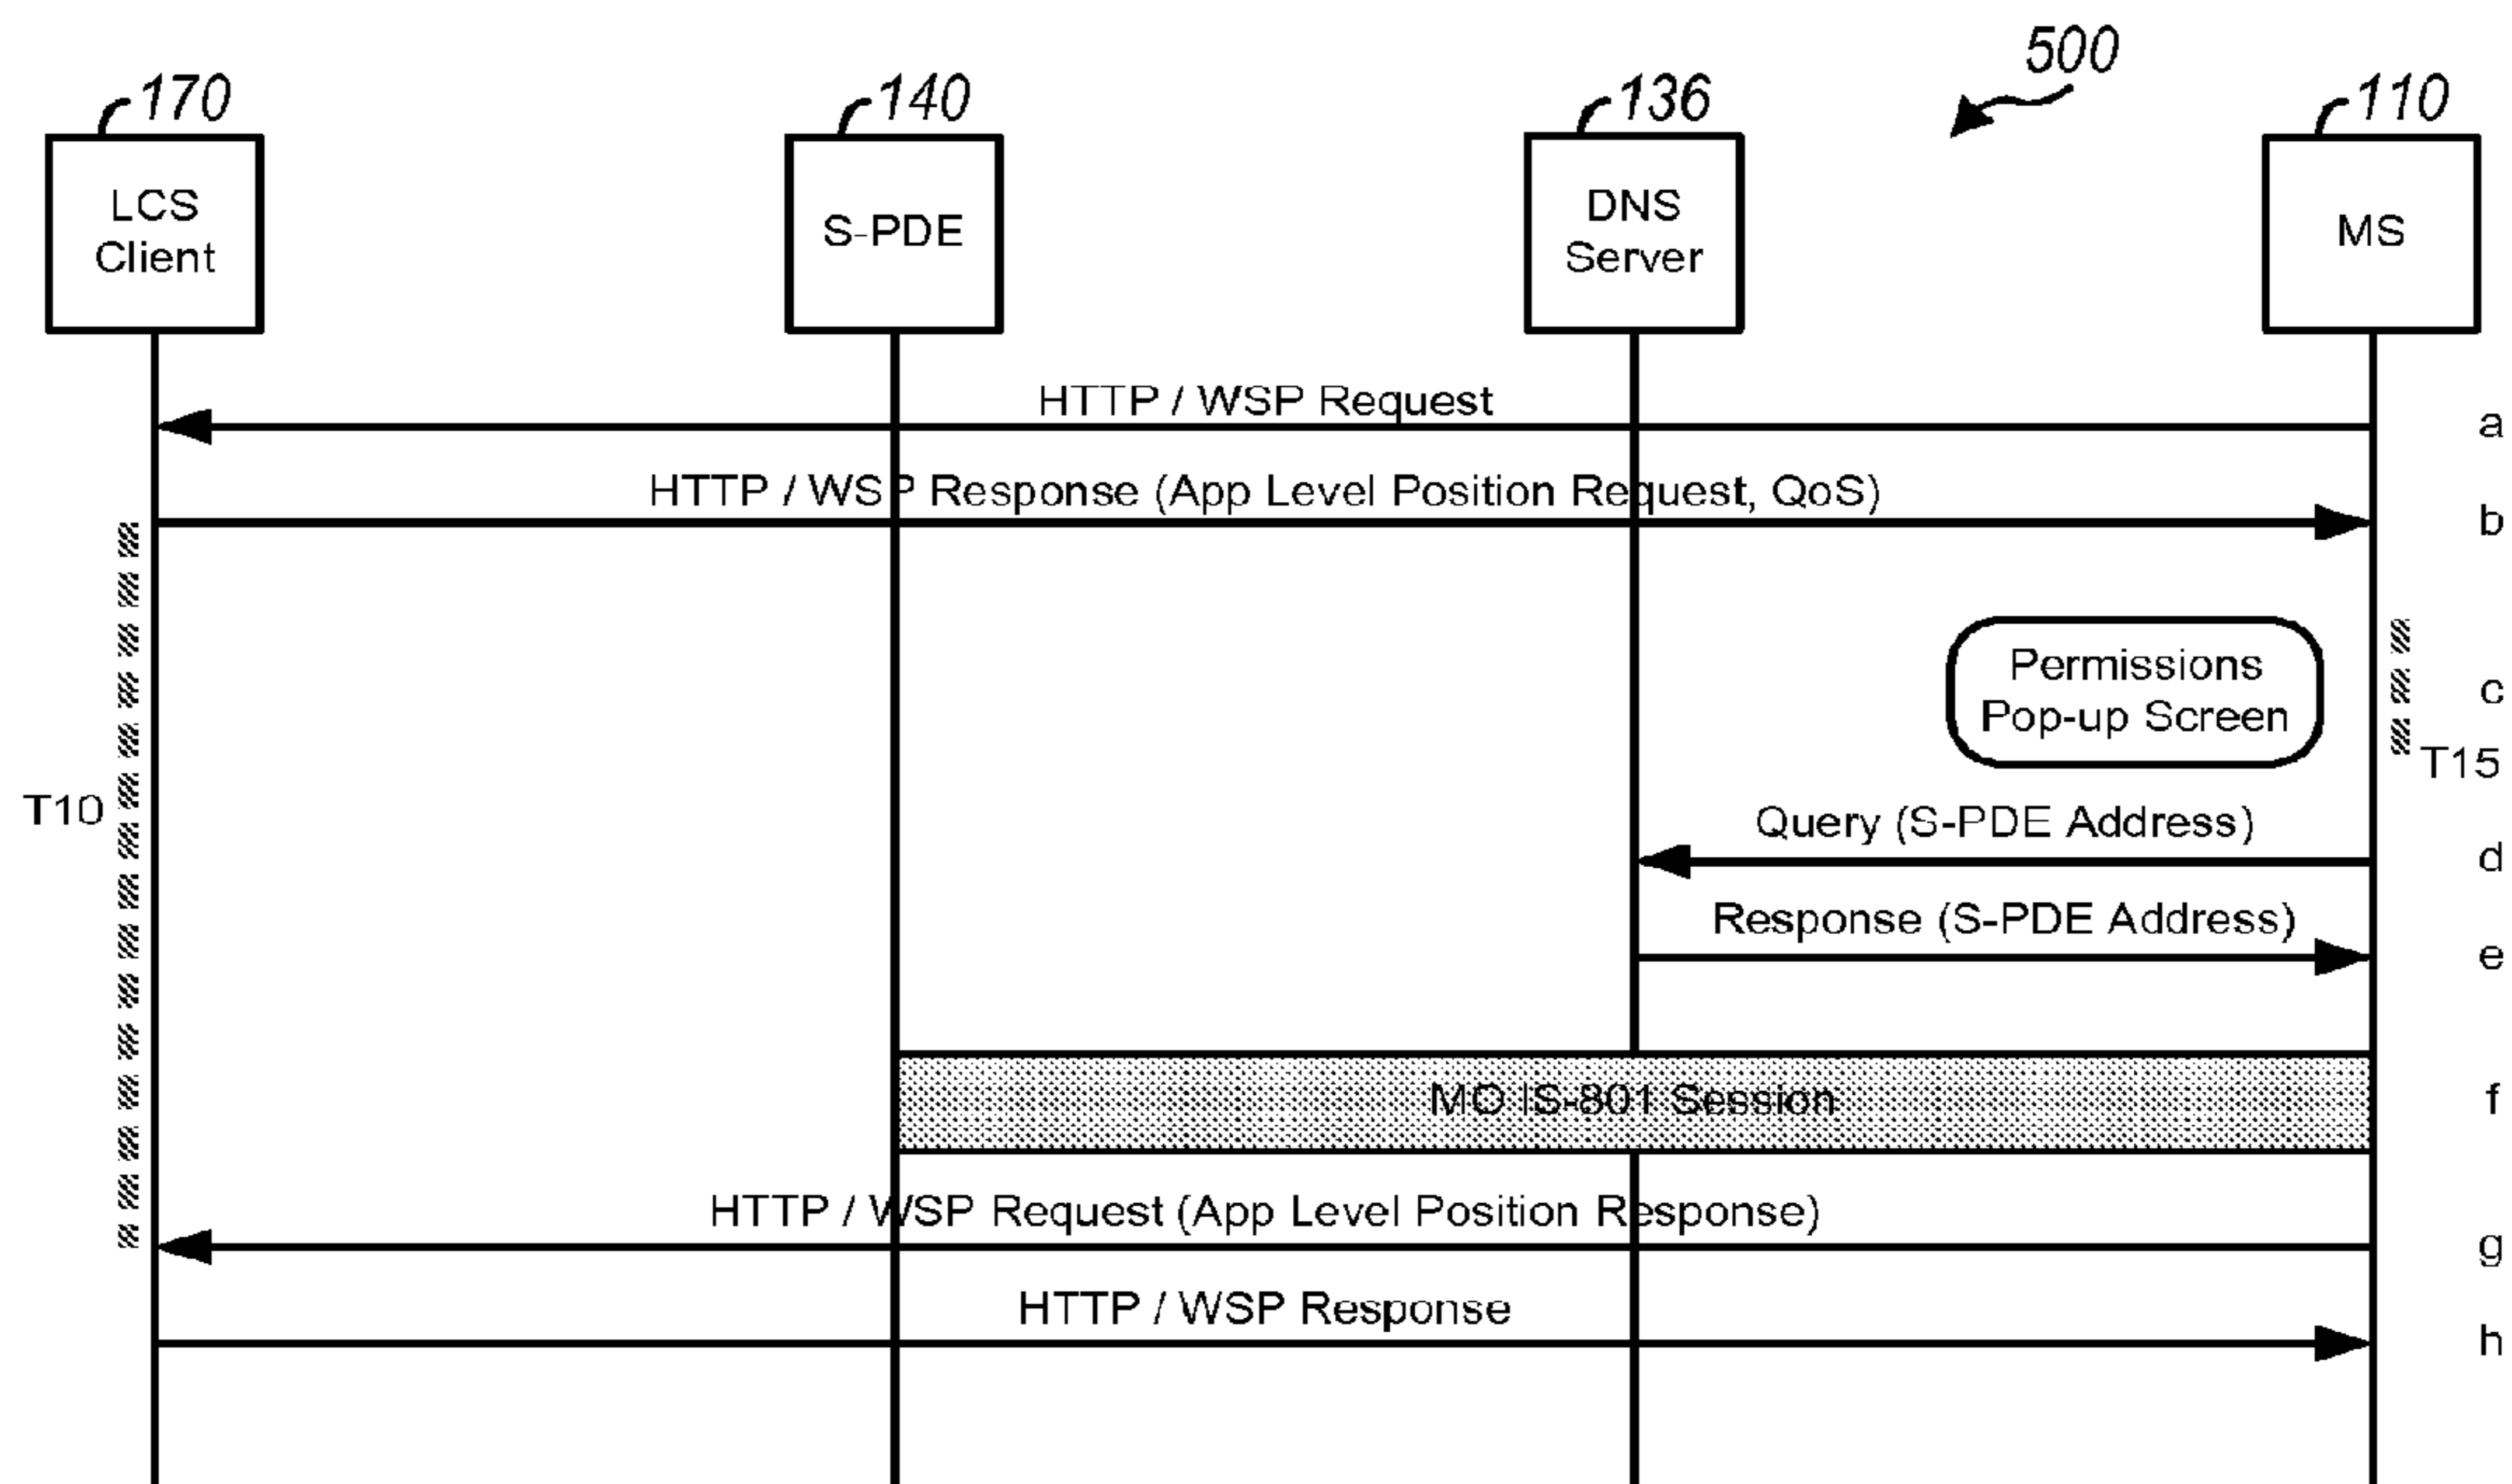 500
170
140
136
110
LCS
Client
S-PDE
DNS
Server
MS
HTTP / WSP Request
a
HTTP / WSP Response (App Level Position Request, QoS)
b
Permissions
Pop-up Screen
c
T15
T10
Query (S-PDE Address)
d
Response (S-PDE Address)
e
MO IS-801 Session
f
HTTP / WSP Request (App Level Position Response)
g
HTTP / WSP Response
h